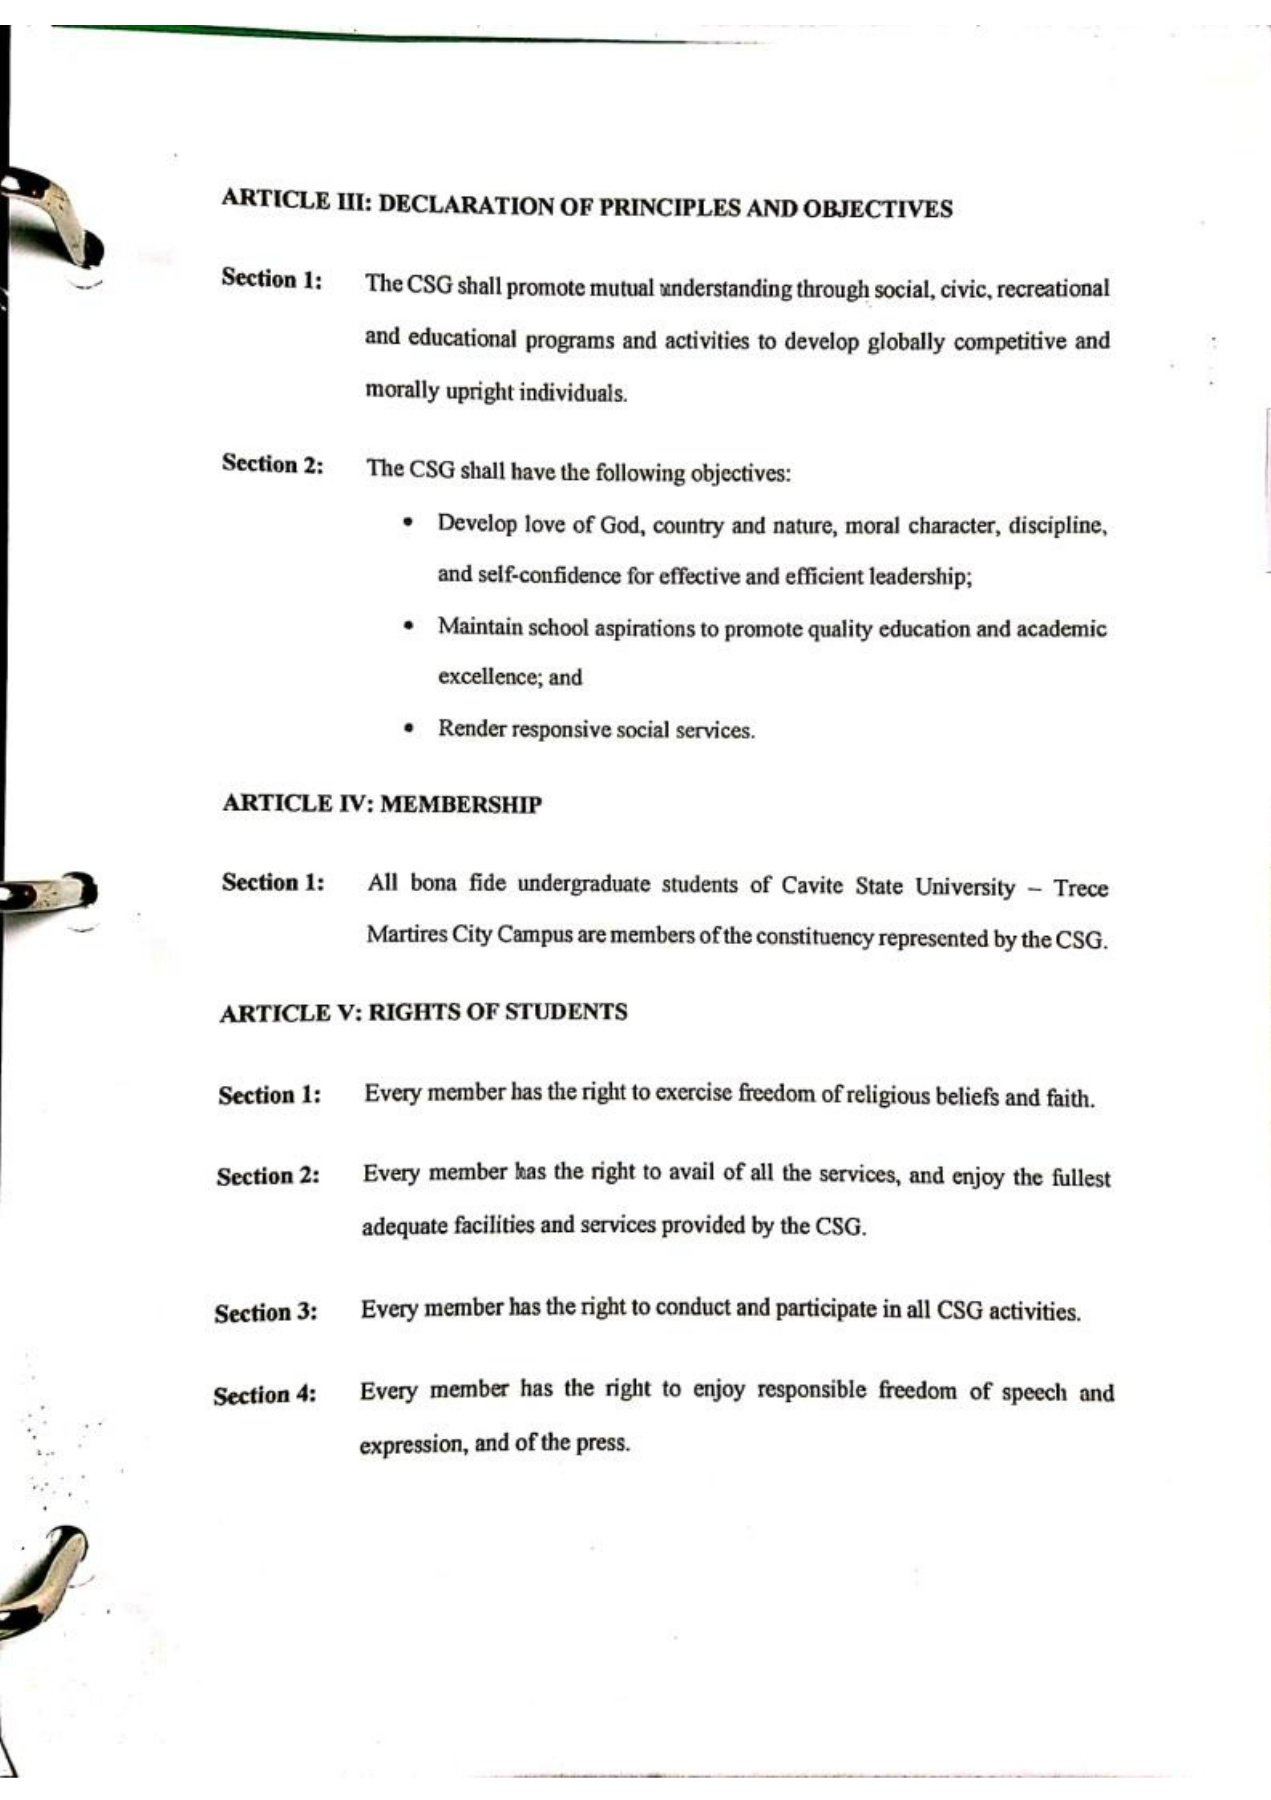 ARTICLE III: DECLARATION OF PRINCIPLES AND OBJECTIVES
Section 1: The CSG shall promote mutual understanding through social, civic, recreational
and educational programs and activities to develop globally competitive and
morally upright individuals.
Section 2: The CSG shall have the following objectives:
• Develop love of God, country and nature, moral character, discipline,
and self-confidence for effective and efficient leadership;
• Maintain school aspirations to promote quality education and academic
excellence; and
• Render responsive social services.
ARTICLE IV: MEMBERSHIP
Section 1: All bona fide undergraduate students of Cavite State University – Trece
Martires City Campus are members of the constituency represented by the CSG.
ARTICLE V: RIGHTS OF STUDENTS
Section 1: Every member has the right to exercise freedom of religious beliefs and faith.
Section 2: Every member has the right to avail of all the services, and enjoy the fullest
adequate facilities and services provided by the CSG.
Section 3: Every member has the right to conduct and participate in all CSG activities.
Section 4: Every member has the right to enjoy responsible freedom of speech and
expression, and of the press.